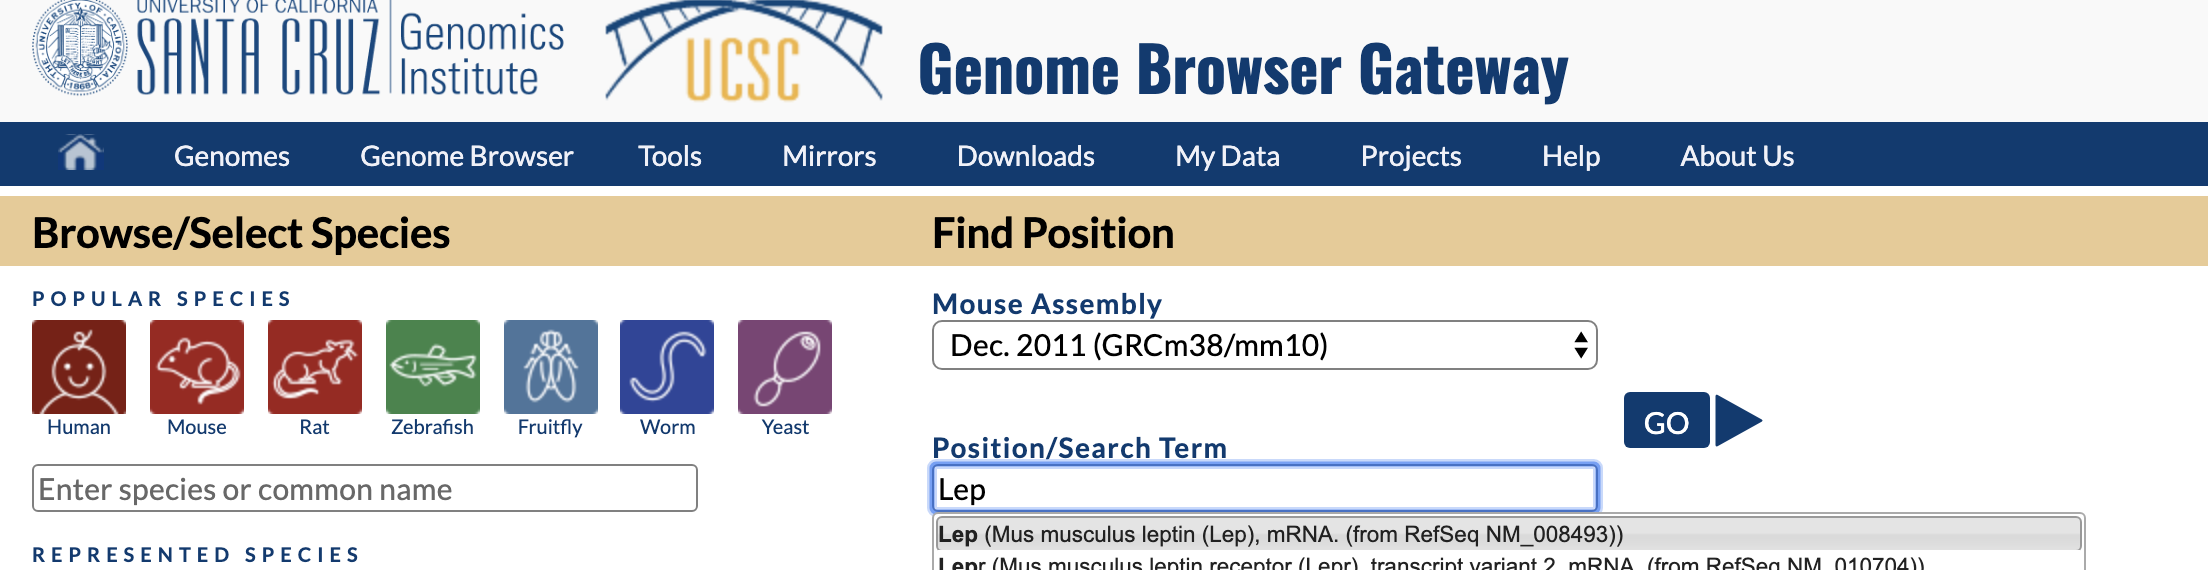 UNIVERSITY OF CALIFORNIA
SANTA CRUZ
Genomics
Institute
UCSC
Genome Browser Gateway
Genomes Genome Browser Tools Mirrors Downloads My Data Projects Help About Us
Browse/Select Species
Find Position
POPULAR SPECIES
Human Mouse Rat Zebrafish Fruitfly Worm Yeast
Enter species or common name
REPRESENTED SPECIES
Mouse Assembly
Dec. 2011 (GRCm38/mm10)
GO
Position/Search Term
Lep
Lep (Mus musculus leptin (Lep), mRNA. (from RefSeq NM_008493))
Lepr (Mus musculus leptin receptor (Lepr), transcript variant 2, mRNA. (from RefSeq NM_010704))